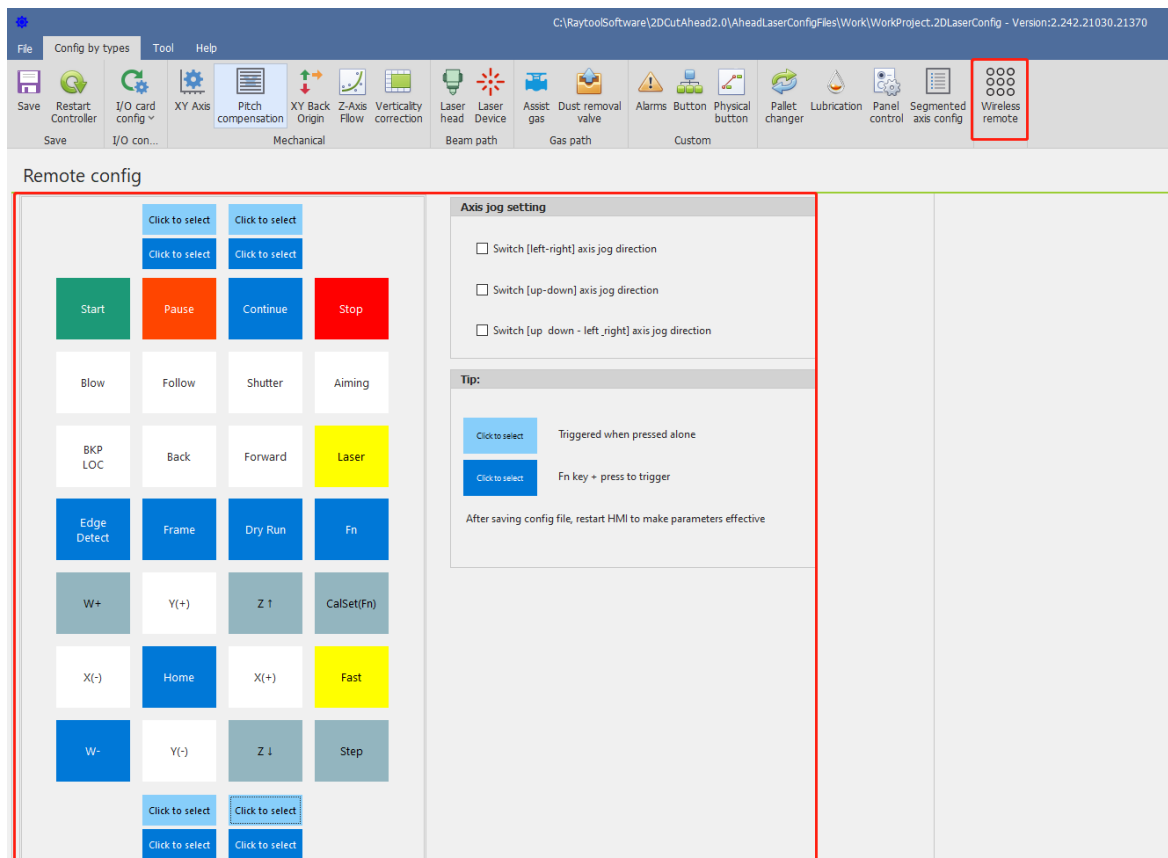 C:\RaytoolSoftware\2DCutAhead2.0\AheadLaserConfigFiles\Work\WorkProject.2DLaserConfig - Version:2.242.21030.21370
File Config by types Tool Help
Save Restart Controller I/O card config XY Axis Pitch compensation XY Back Origin Z-Axis Fllow Verticality correction Laser head Laser Device Assist gas Dust removal valve Alarms Button Physical button Pallet changer Lubrication Panel control Segmented axis config Wireless remote
Save I/O con... Mechanical Beam path Gas path Custom
Remote config
Click to select Click to select
Click to select Click to select
Start Pause Continue Stop
Blow Follow Shutter Aiming
BKP LOC Back Forward Laser
Edge Detect Frame Dry Run Fn
W+ Y(+) Z ↑ CalSet(Fn)
X(-) Home X(+) Fast
W- Y(-) Z ↓ Step
Click to select Click to select
Click to select Click to select
Axis jog setting
Switch [left-right] axis jog direction
Switch [up-down] axis jog direction
Switch [up_down - left_right] axis jog direction
Tip:
Click to select Triggered when pressed alone
Click to select Fn key + press to trigger
After saving config file, restart HMI to make parameters effective